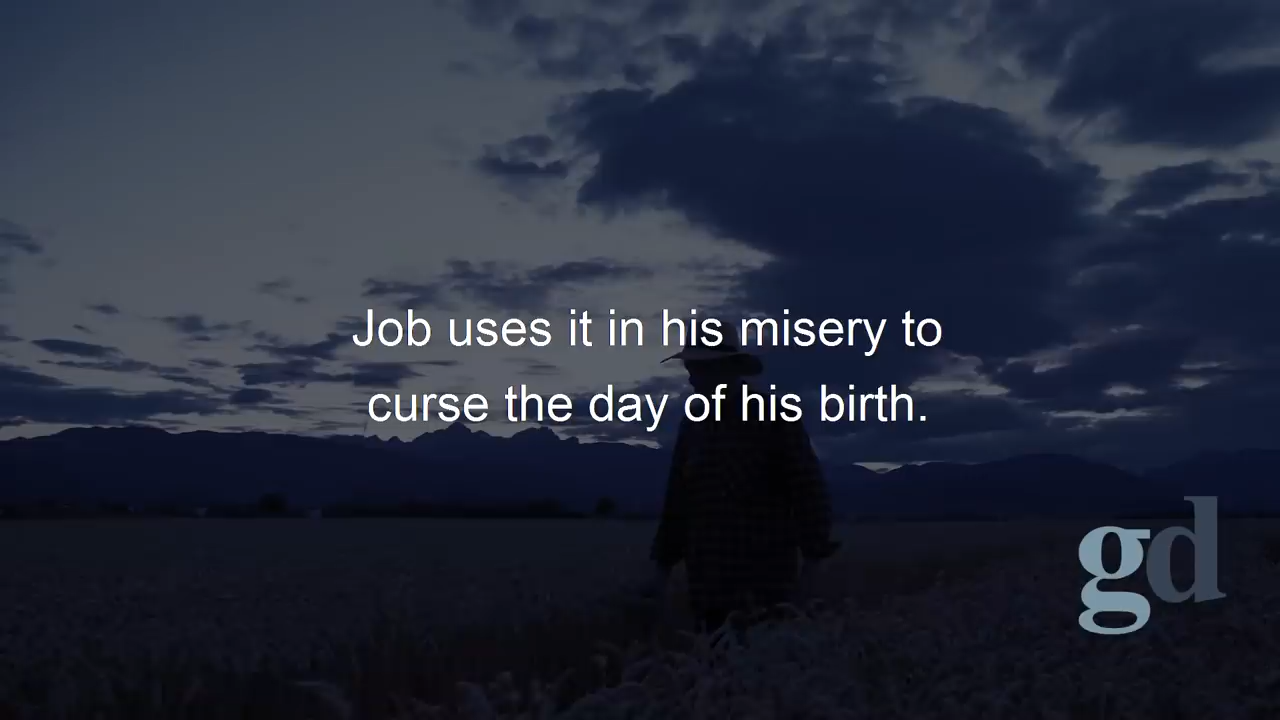 Job uses it in his misery to
curse the day of his birth.
gd